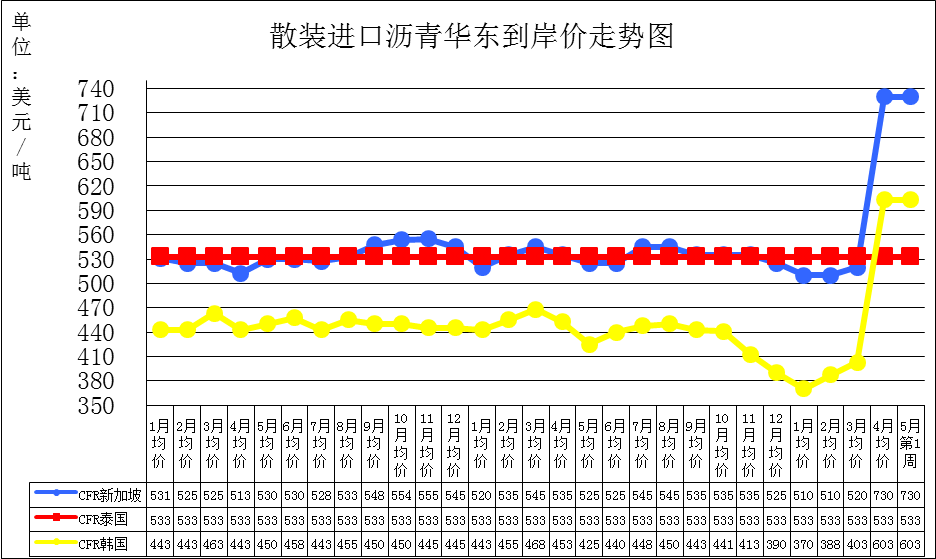 散装进口沥青华东到岸价走势图
单位：美元/吨
740
710
680
650
620
590
560
530
500
470
440
410
380
350
1月均价 2月均价 3月均价 4月均价 5月均价 6月均价 7月均价 8月均价 9月均价 10月均价 11月均价 12月均价 1月均价 2月均价 3月均价 4月均价 5月均价 6月均价 7月均价 8月均价 9月均价 10月均价 11月均价 12月均价 1月均价 2月均价 3月均价 4月均价 5月第1周
CFR新加坡 531 525 525 513 530 530 528 533 548 554 555 545 520 535 545 535 525 525 545 545 535 535 535 525 510 510 520 730 730
CFR泰国 533 533 533 533 533 533 533 533 533 533 533 533 533 533 533 533 533 533 533 533 533 533 533 533 533 533 533 533 533
CFR韩国 443 443 463 443 450 458 443 455 450 450 445 445 443 455 468 453 425 440 448 450 443 441 413 390 370 388 403 603 603